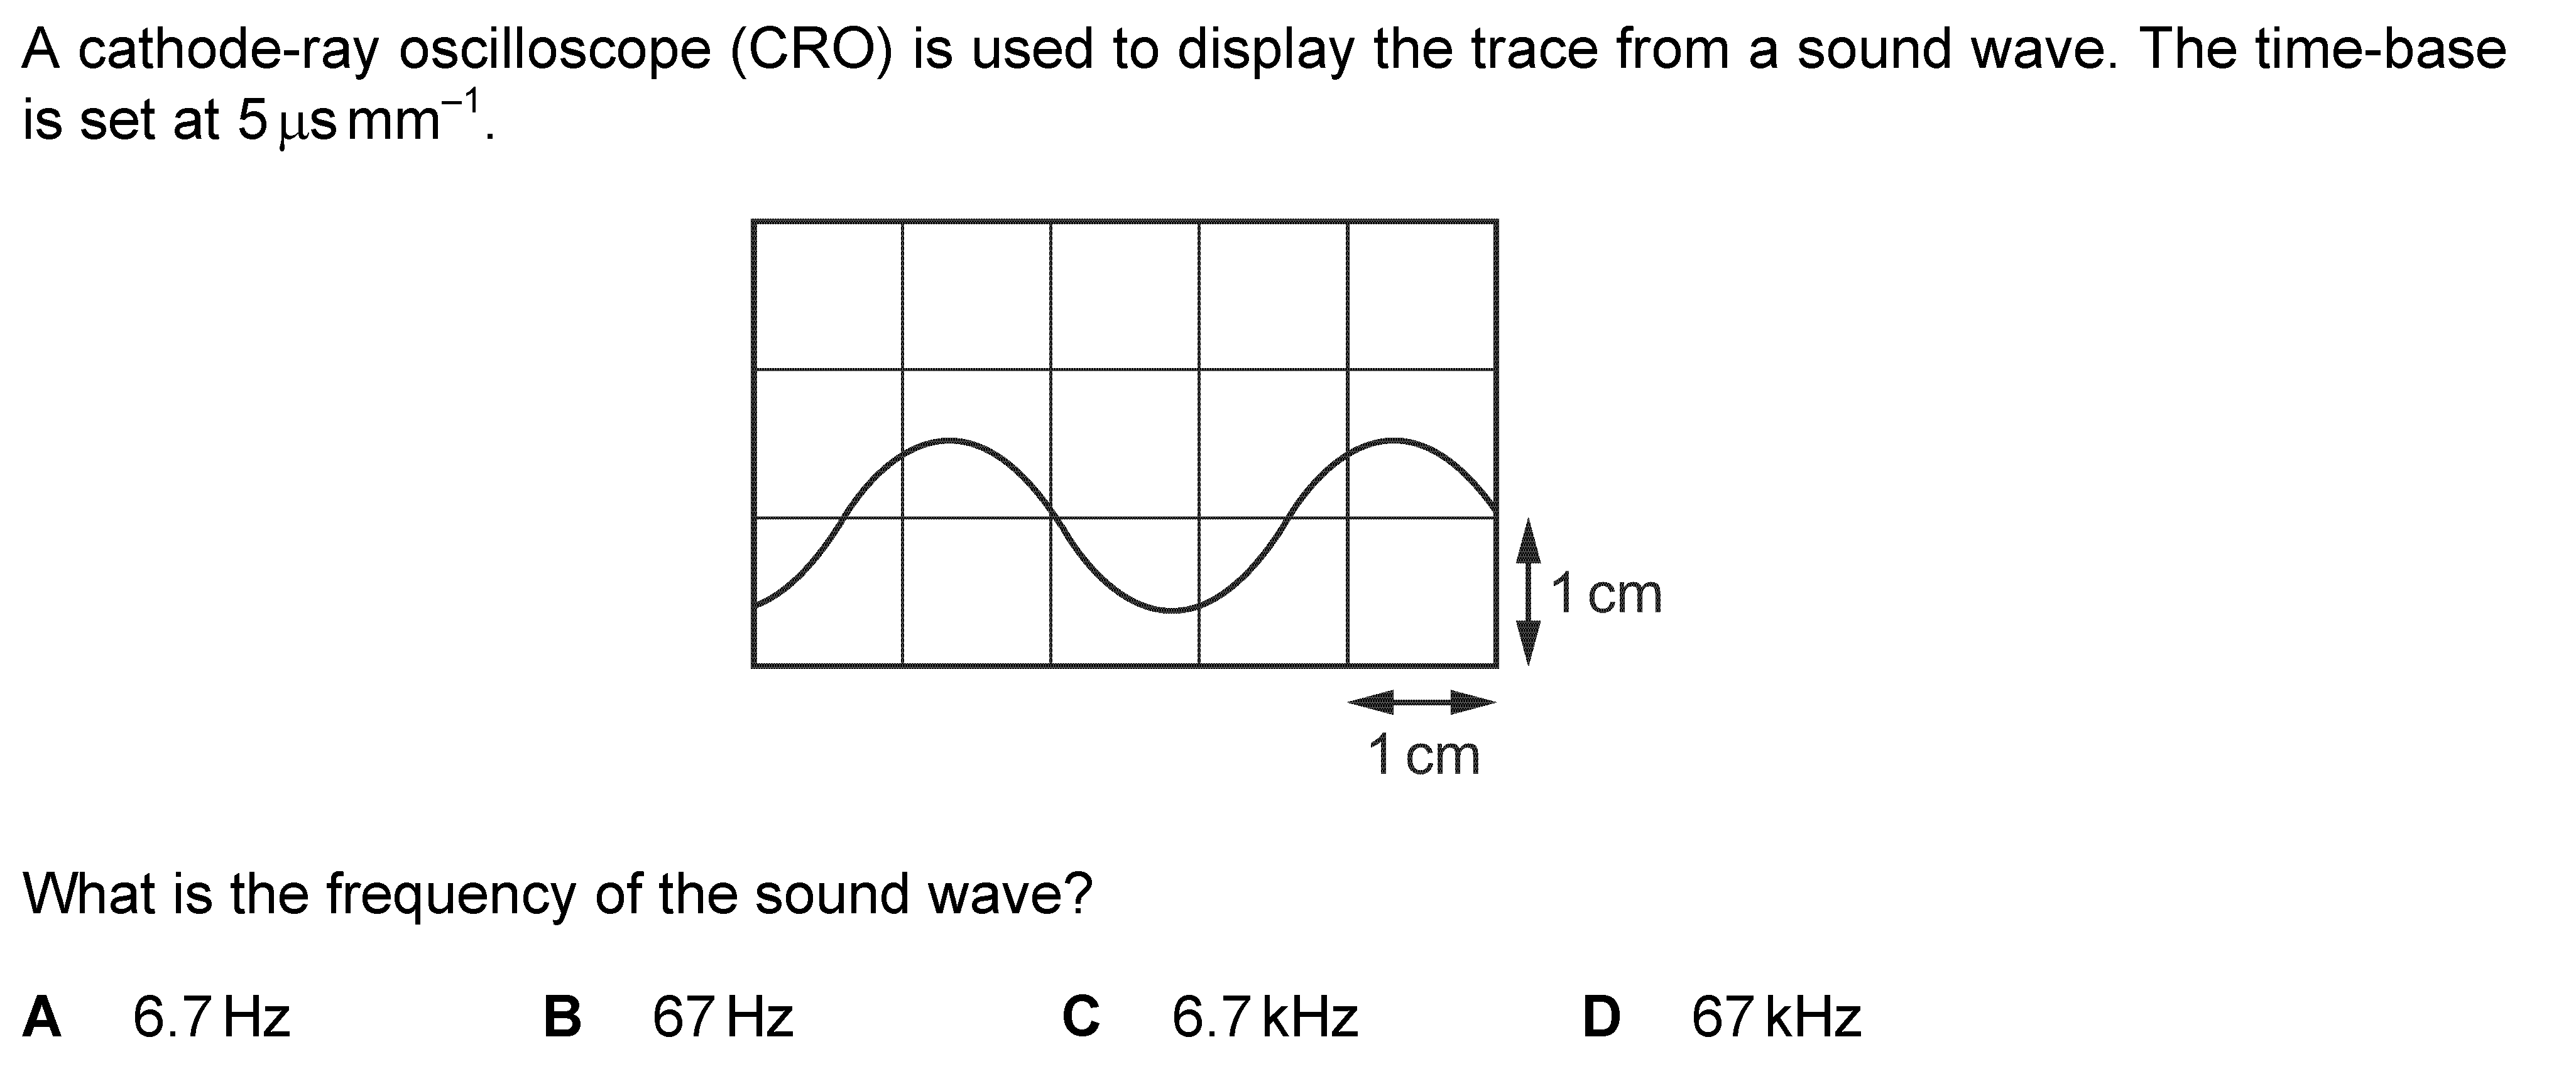 A cathode-ray oscilloscope (CRO) is used to display the trace from a sound wave. The time-base
is set at 5 μs mm⁻¹.
1 cm
1 cm
What is the frequency of the sound wave?
A 6.7 Hz B 67 Hz C 6.7 kHz D 67 kHz